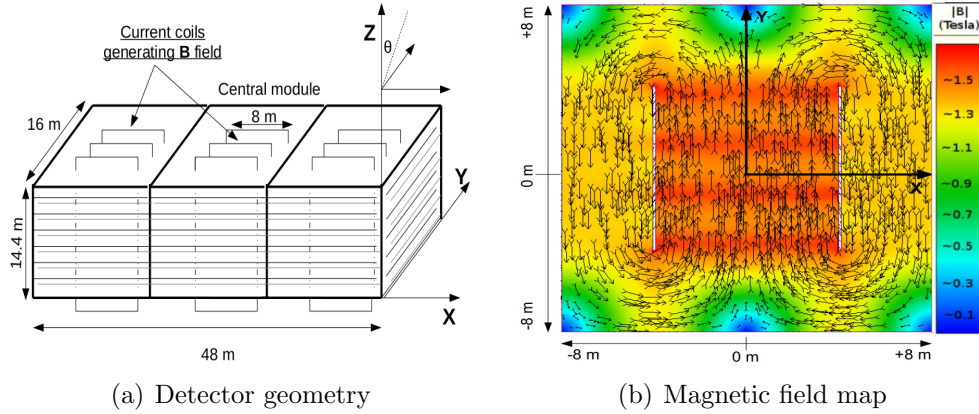 Current coils
generating B field
Z
θ
Central module
16 m
8 m
Y
14.4 m
X
48 m
(a) Detector geometry
+8 m
0 m
-8 m
Y
X
-8 m
0 m
+8 m
|B|
(Tesla)
~1.5
~1.3
~1.1
~0.9
~0.7
~0.5
~0.3
~0.1
(b) Magnetic field map